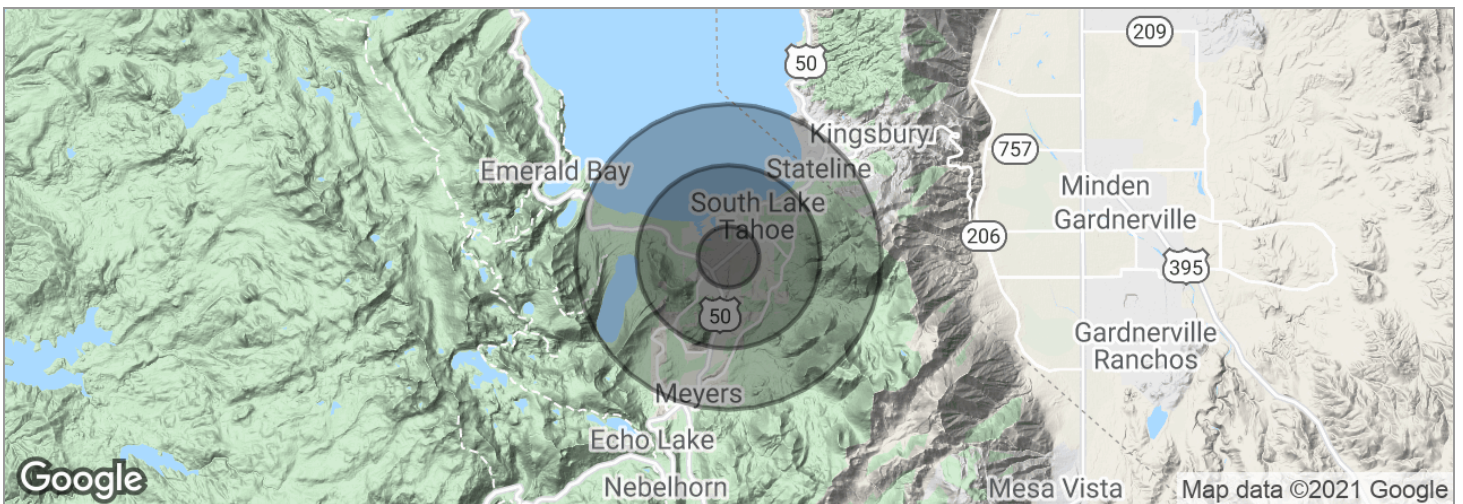 209
50
Kingsbury
757
Emerald Bay
Stateline
Minden
South Lake
Tahoe
Gardnerville
206
395
50
Gardnerville
Ranchos
Meyers
Echo Lake
Nebelhorn
Mesa Vista
Google
Map data ©2021 Google